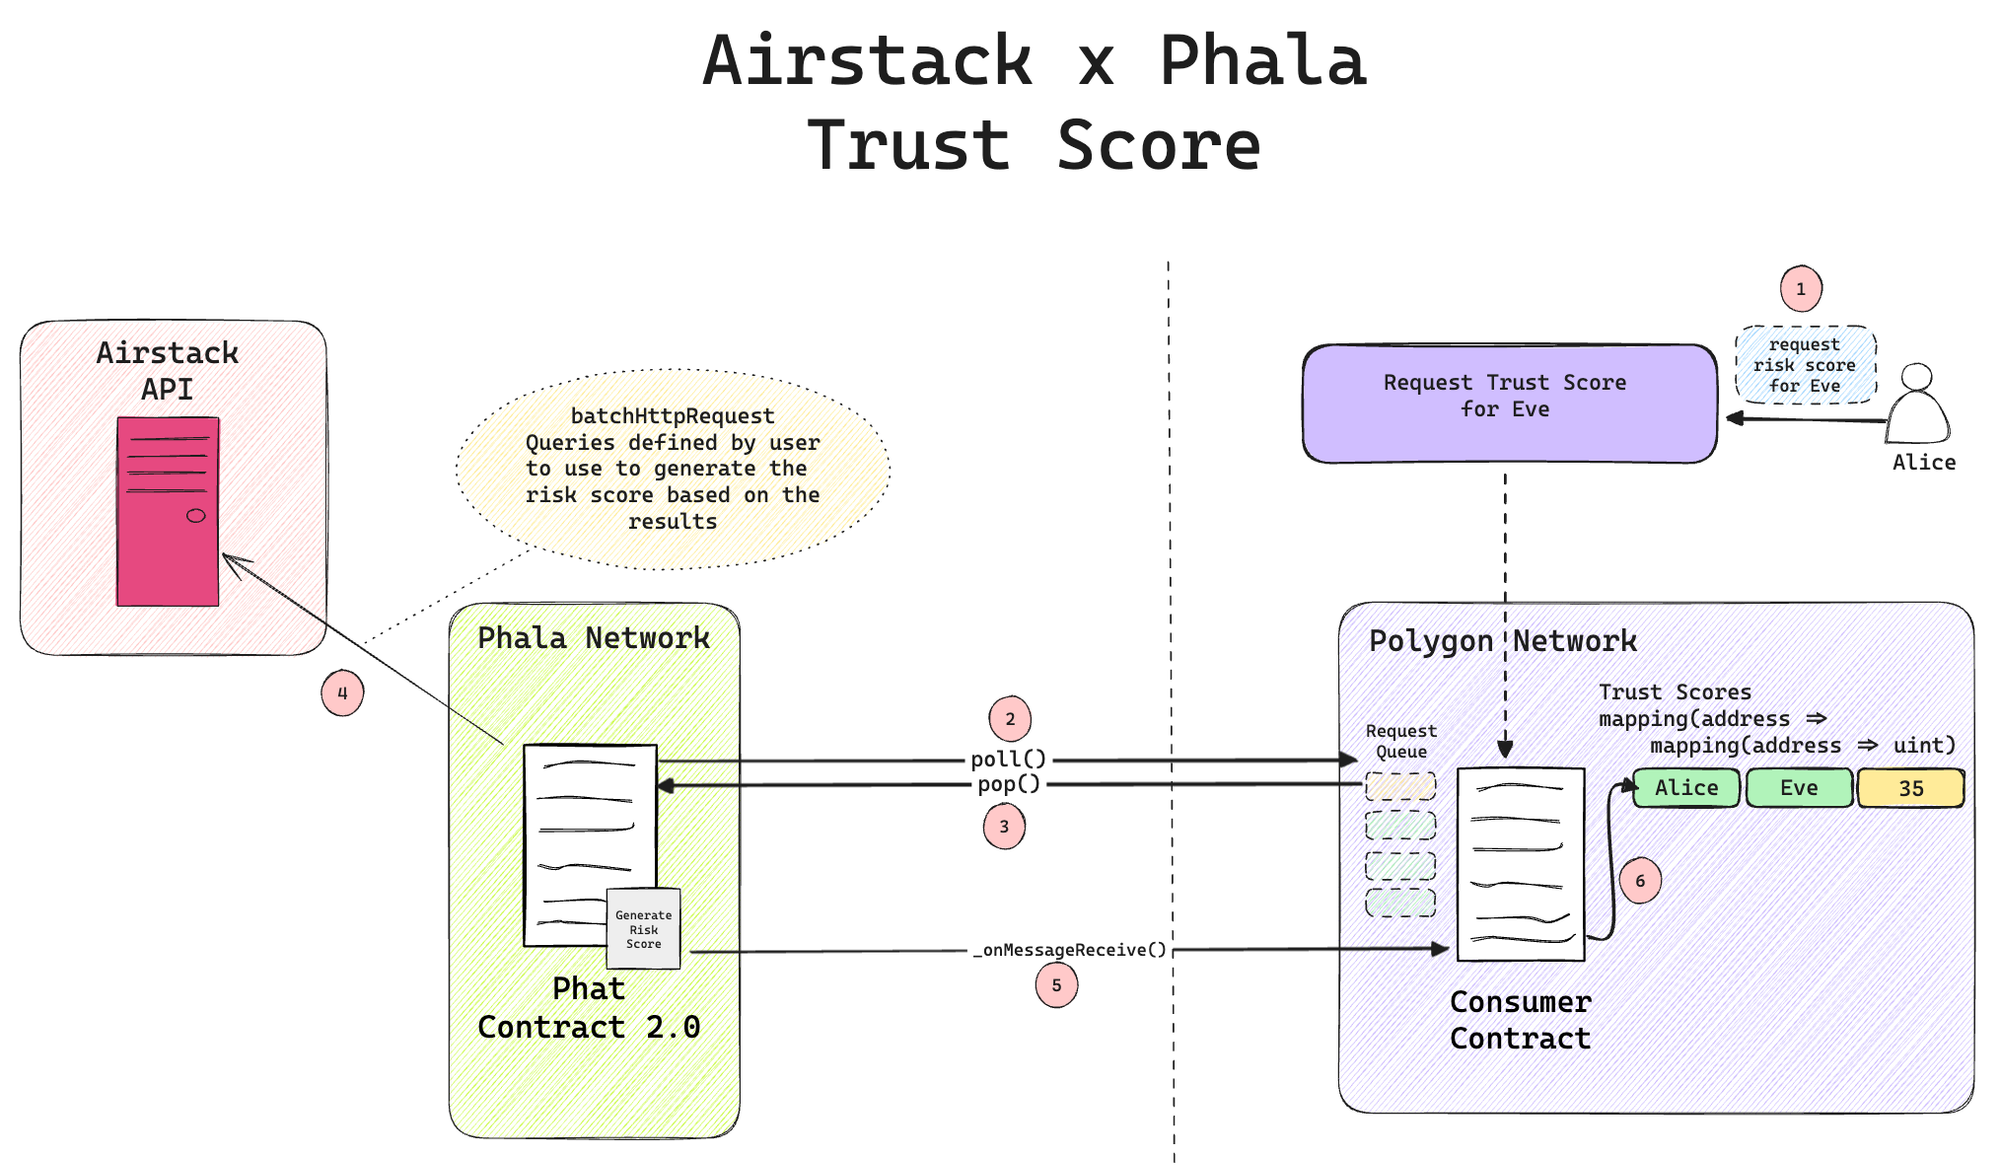 Airstack x Phala
Trust Score
1
request
risk score
for Eve
Alice
Request Trust Score
for Eve
Airstack
API
batchHttpRequest
Queries defined by user
to use to generate the
risk score based on the
results
4
Phala Network
Generate
Risk
Score
Phat
Contract 2.0
2
poll()
pop()
3
_onMessageReceive()
5
Polygon Network
Request
Queue
Trust Scores
mapping(address ⇒
mapping(address ⇒ uint)
Alice
Eve
35
6
Consumer
Contract